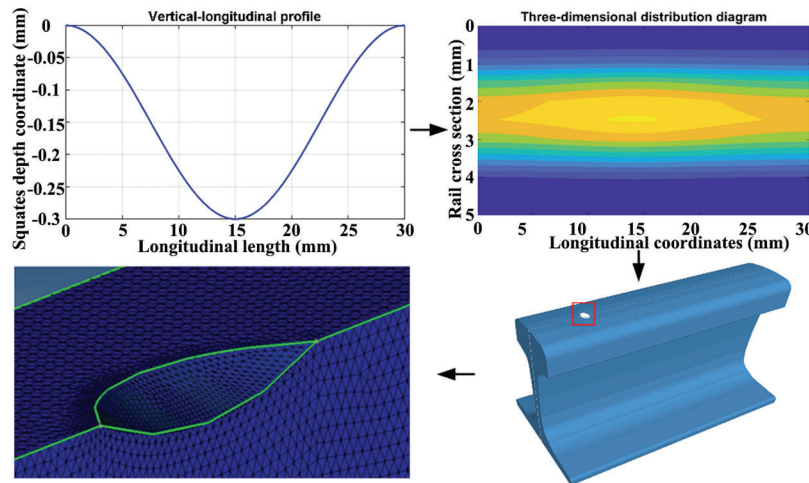 Vertical-longitudinal profile
Squates depth coordinate (mm)
0
-0.05
-0.1
-0.15
-0.2
-0.25
-0.3
0 5 10 15 20 25 30
Longitudinal length (mm)
Three-dimensional distribution diagram
Rail cross section (mm)
0
1
2
3
4
5
0 5 10 15 20 25 30
Longitudinal coordinates (mm)